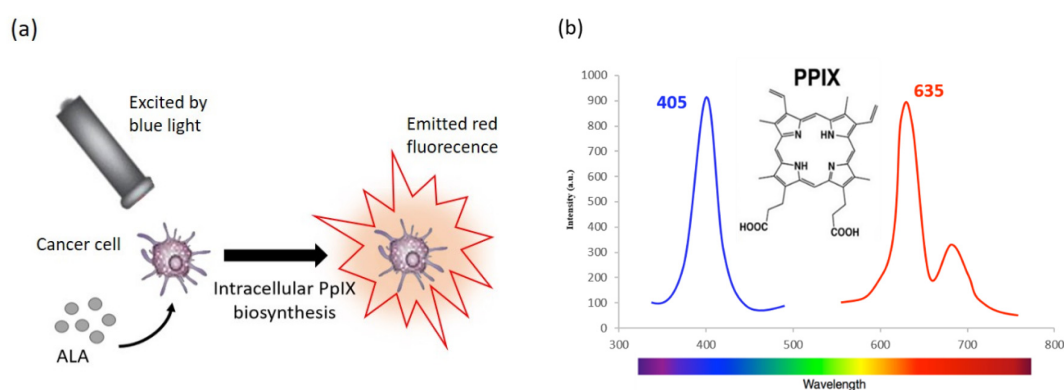 (a)
Excited by
blue light
Emitted red
fluorecence
Cancer cell
Intracellular PpIX
biosynthesis
ALA
(b)
PPIX
405
635
N
HN
NH
N
HOOC
COOH
Intensity (a.u.)
1000
900
800
700
600
500
400
300
200
100
0
300
400
500
600
700
800
Wavelength